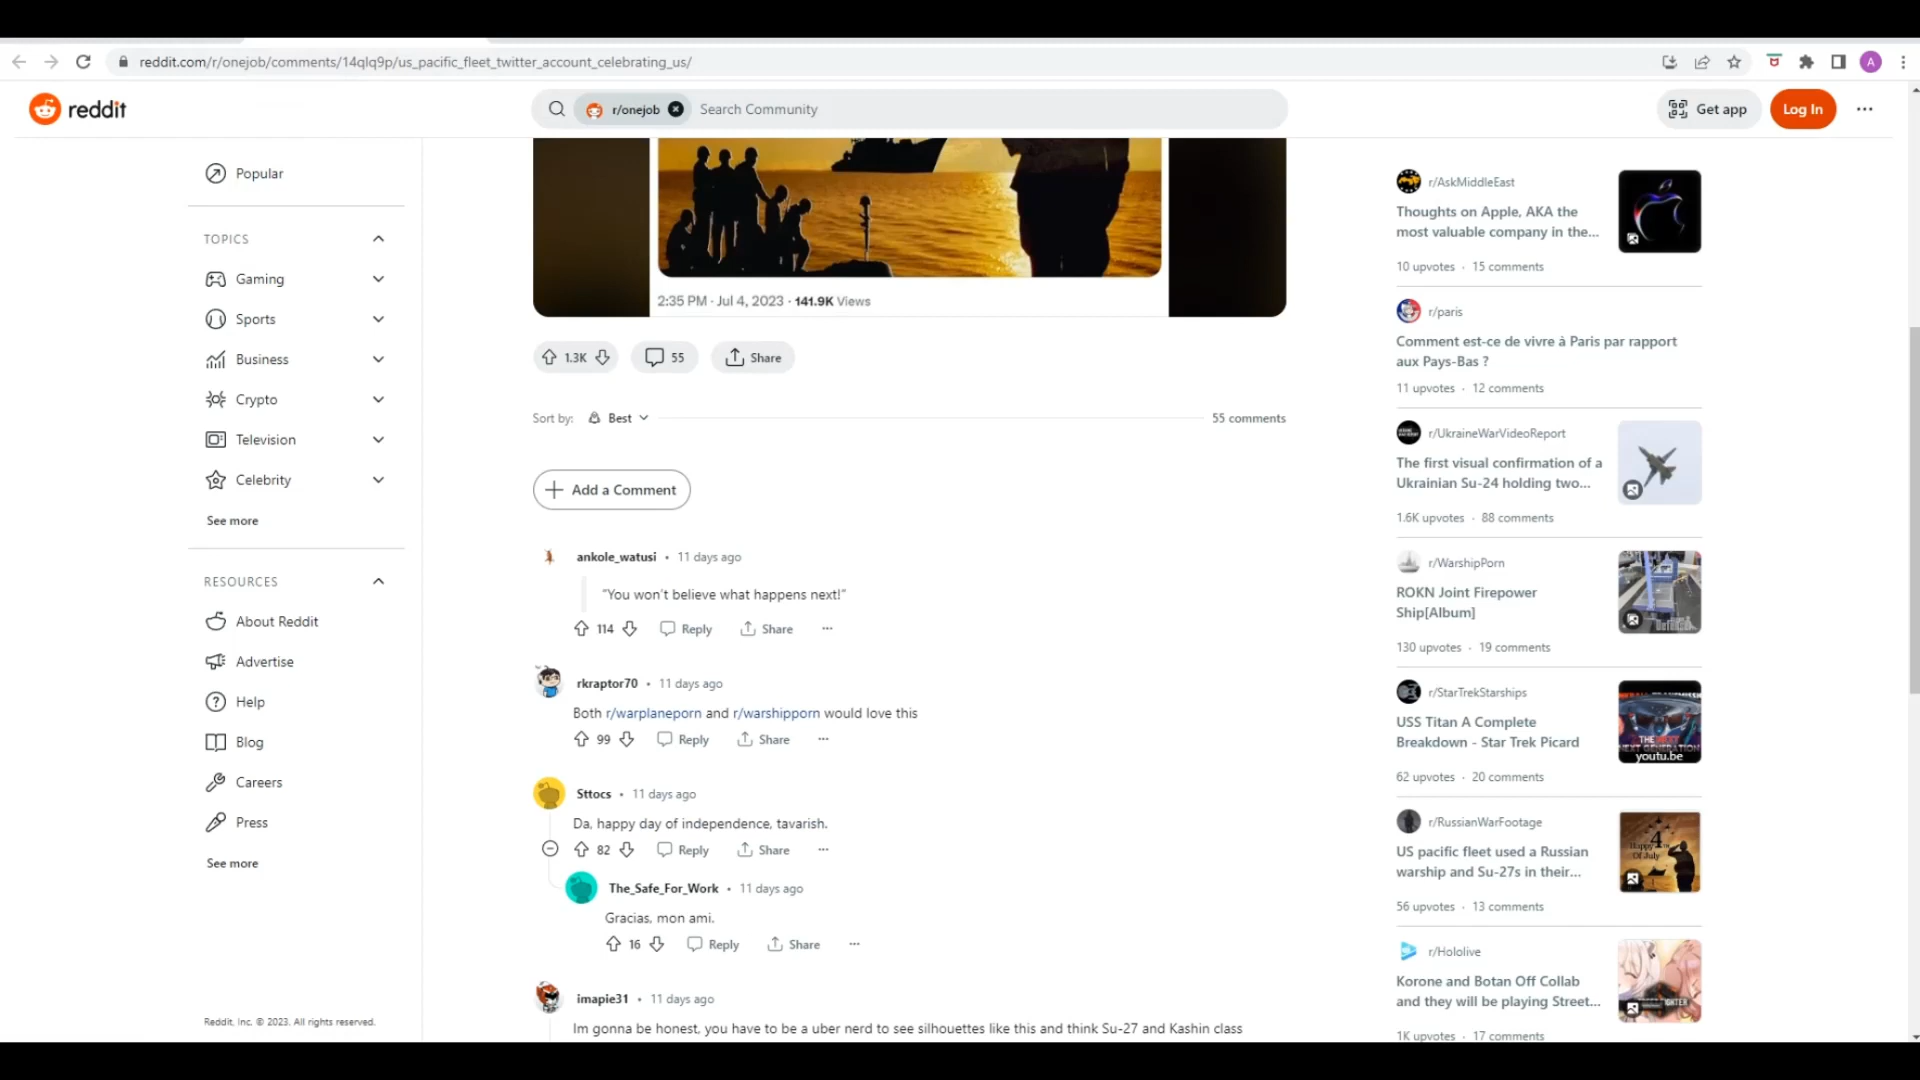 reddit.com/r/onejob/comments/14qlq9p/us_pacific_fleet_twitter_account_celebrating_us/
A
reddit
r/onejob
Search Community
Get app
Log In
Popular
TOPICS
Gaming
Sports
Business
Crypto
Television
Celebrity
See more
RESOURCES
About Reddit
Advertise
Help
Blog
Careers
Press
See more
Reddit, Inc. © 2023. All rights reserved.
2:35 PM · Jul 4, 2023 · 141.9K Views
1.3K
55
Share
Sort by:
Best
55 comments
Add a Comment
ankole_watusi • 11 days ago
"You won't believe what happens next!"
114
Reply
Share
rkraptor70 • 11 days ago
Both r/warplaneporn and r/warshipporn would love this
99
Reply
Share
Sttocs • 11 days ago
Da, happy day of independence, tavarish.
82
Reply
Share
The_Safe_For_Work • 11 days ago
Gracias, mon ami.
16
Reply
Share
imapie31 • 11 days ago
Im gonna be honest, you have to be a uber nerd to see silhouettes like this and think Su-27 and Kashin class
r/AskMiddleEast
Thoughts on Apple, AKA the
most valuable company in the...
10 upvotes · 15 comments
r/paris
Comment est-ce de vivre à Paris par rapport
aux Pays-Bas ?
11 upvotes · 12 comments
r/UkraineWarVideoReport
The first visual confirmation of a
Ukrainian Su-24 holding two...
1.6K upvotes · 88 comments
r/WarshipPorn
ROKN Joint Firepower
Ship[Album]
130 upvotes · 19 comments
r/StarTrekStarships
USS Titan A Complete
Breakdown - Star Trek Picard
THE NEXT
NEXT GENERATION
youtu.be
62 upvotes · 20 comments
r/RussianWarFootage
US pacific fleet used a Russian
warship and Su-27s in their...
Happy 4
Of July
56 upvotes · 13 comments
r/Hololive
Korone and Botan Off Collab
and they will be playing Street...
1K upvotes · 17 comments